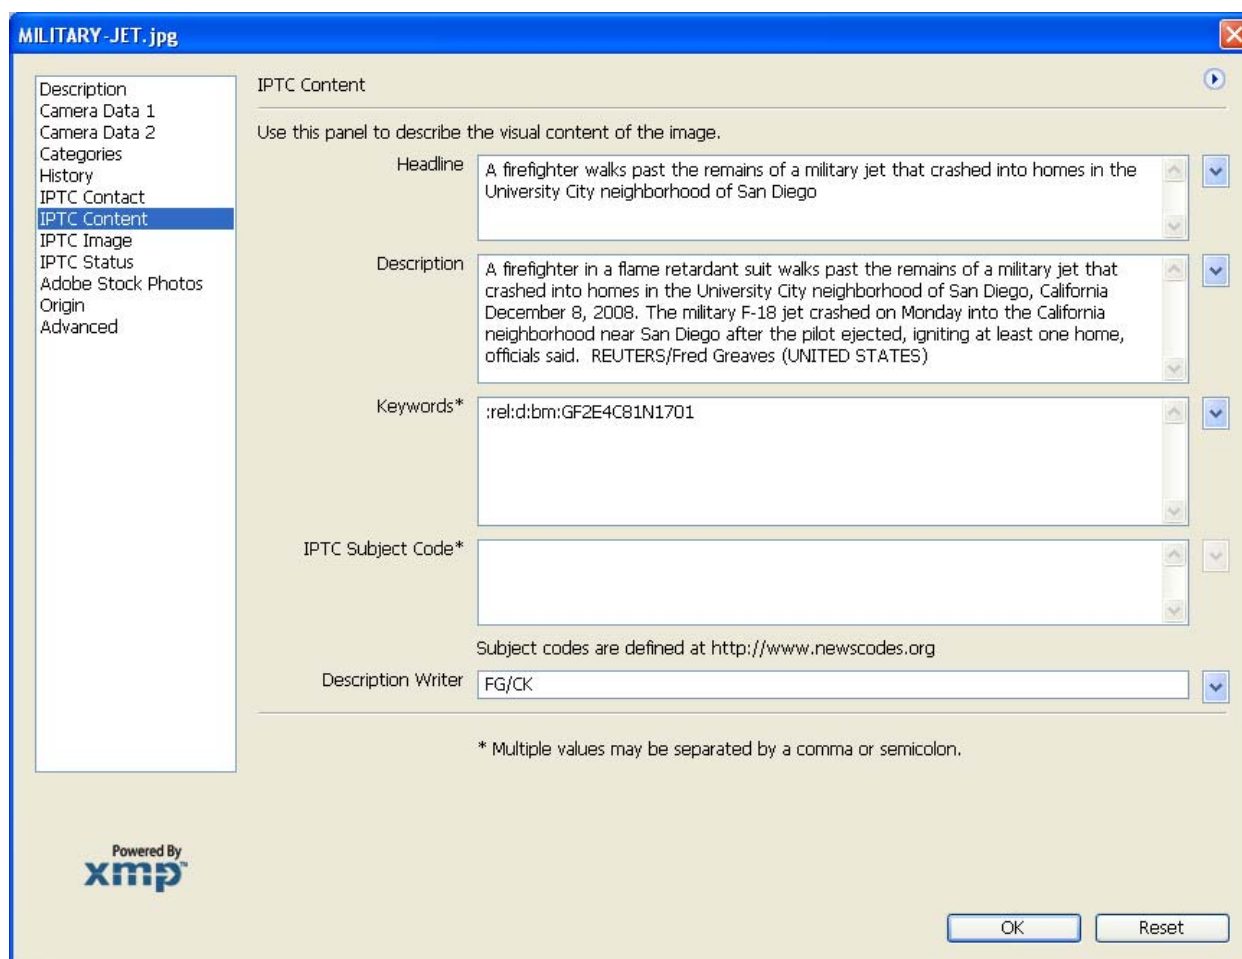 MILITARY-JET.jpg
Description
Camera Data 1
Camera Data 2
Categories
History
IPTC Contact
IPTC Content
IPTC Image
IPTC Status
Adobe Stock Photos
Origin
Advanced
Powered By
xmp™
IPTC Content
Use this panel to describe the visual content of the image.
Headline
A firefighter walks past the remains of a military jet that crashed into homes in the
University City neighborhood of San Diego
Description
A firefighter in a flame retardant suit walks past the remains of a military jet that
crashed into homes in the University City neighborhood of San Diego, California
December 8, 2008. The military F-18 jet crashed on Monday into the California
neighborhood near San Diego after the pilot ejected, igniting at least one home,
officials said.  REUTERS/Fred Greaves (UNITED STATES)
Keywords*
:rel:d:bm:GF2E4C81N1701
IPTC Subject Code*
Subject codes are defined at http://www.newscodes.org
Description Writer
FG/CK
* Multiple values may be separated by a comma or semicolon.
OK
Reset